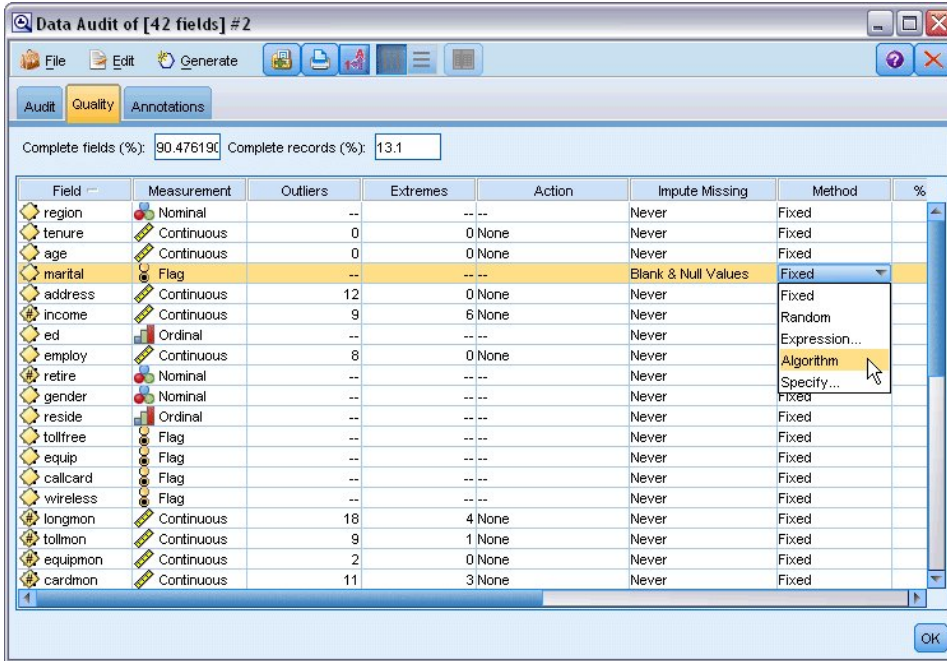 Data Audit of [42 fields] #2
File Edit Generate
Audit Quality Annotations
Complete fields (%): 90.476190 Complete records (%): 13.1
Field Measurement Outliers Extremes Action Impute Missing Method %
region Nominal -- -- -- Never Fixed
tenure Continuous 0 0 None Never Fixed
age Continuous 0 0 None Never Fixed
marital Flag -- -- -- Blank & Null Values Fixed
address Continuous 12 0 None Never Fixed
income Continuous 9 6 None Never Random
ed Ordinal -- -- -- Never Expression...
employ Continuous 8 0 None Never Algorithm
retire Nominal -- -- -- Never Specify...
gender Nominal -- -- -- Never Fixed
reside Ordinal -- -- -- Never Fixed
tollfree Flag -- -- -- Never Fixed
equip Flag -- -- -- Never Fixed
callcard Flag -- -- -- Never Fixed
wireless Flag -- -- -- Never Fixed
longmon Continuous 18 4 None Never Fixed
tollmon Continuous 9 1 None Never Fixed
equipmon Continuous 2 0 None Never Fixed
cardmon Continuous 11 3 None Never Fixed
OK